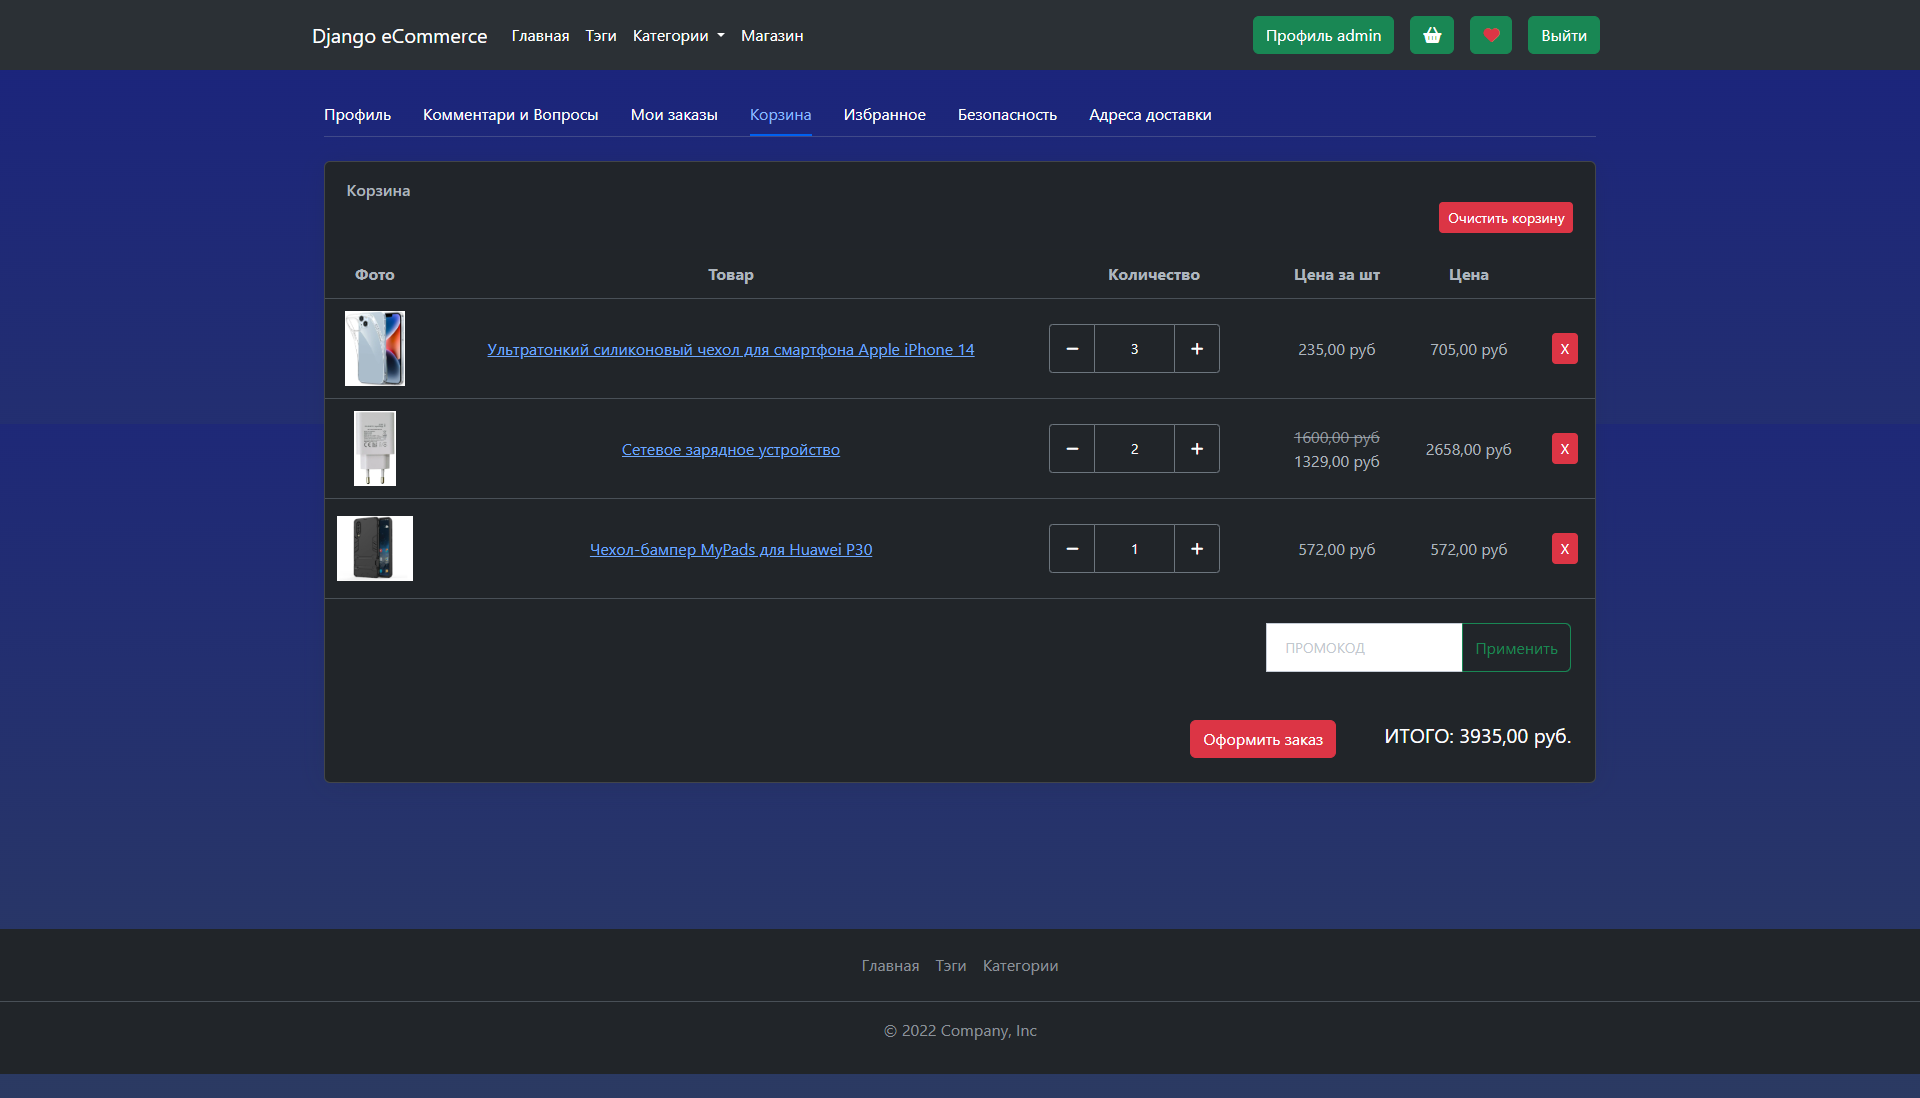 Django eCommerce Главная Тэги Категории Магазин Профиль admin Выйти
Профиль Комментари и Вопросы Мои заказы Корзина Избранное Безопасность Адреса доставки
Корзина
Очистить корзину
Фото Товар Количество Цена за шт Цена
Ультратонкий силиконовый чехол для смартфона Apple iPhone 14 − 3 + 235,00 руб 705,00 руб X
1600,00 руб
Сетевое зарядное устройство − 2 + 1329,00 руб 2658,00 руб X
Чехол-бампер MyPads для Huawei P30 − 1 + 572,00 руб 572,00 руб X
ПРОМОКОД Применить
Оформить заказ ИТОГО: 3935,00 руб.
Главная Тэги Категории
© 2022 Company, Inc